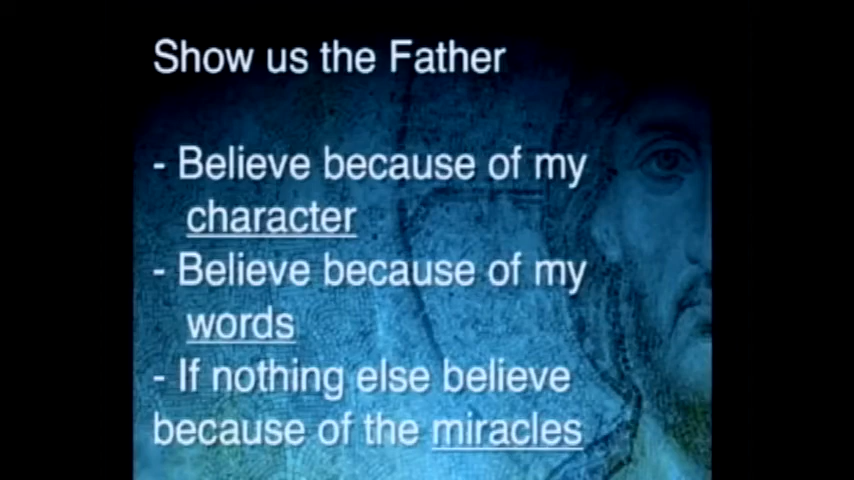 Show us the Father
- Believe because of my
character
- Believe because of my
words
- If nothing else believe
because of the miracles